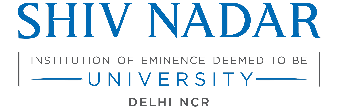 SHIV NADAR
INSTITUTION OF EMINENCE DEEMED TO BE
UNIVERSITY
DELHI NCR